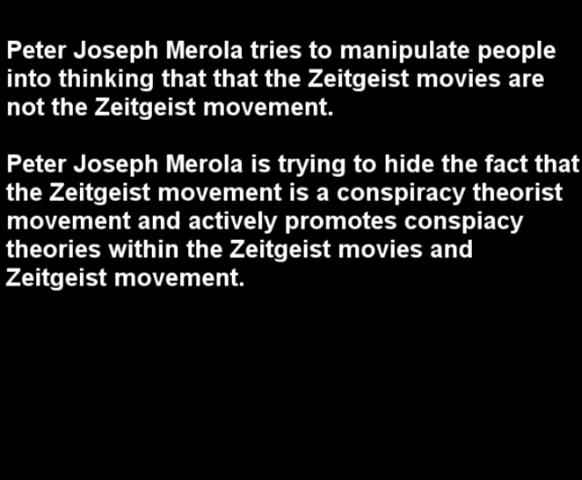 Peter Joseph Merola tries to manipulate people
into thinking that that the Zeitgeist movies are
not the Zeitgeist movement.
Peter Joseph Merola is trying to hide the fact that
the Zeitgeist movement is a conspiracy theorist
movement and actively promotes conspiacy
theories within the Zeitgeist movies and
Zeitgeist movement.